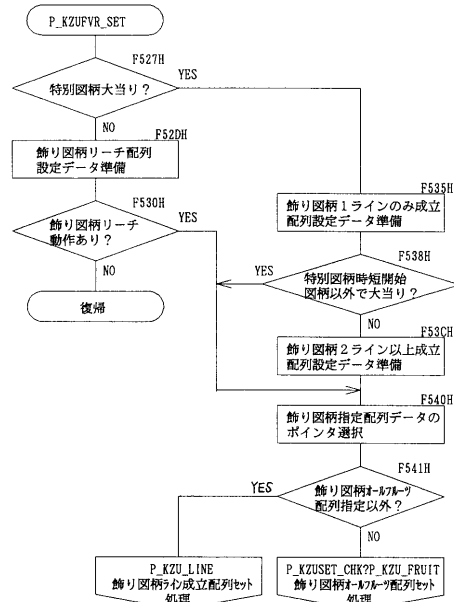 P_KZUFVR_SET
F527H
特別図柄大当り？
YES
NO
F52DH
飾り図柄リーチ配列
設定データ準備
F530H
飾り図柄リーチ
動作あり？
YES
NO
復帰
F535H
飾り図柄１ラインのみ成立
配列設定データ準備
F538H
特別図柄時短開始
図柄以外で大当り？
YES
NO
F53CH
飾り図柄２ライン以上成立
配列設定データ準備
F540H
飾り図柄指定配列データの
ポインタ選択
F541H
飾り図柄ｵｰﾙﾌﾙｰﾂ
配列指定以外？
YES
NO
P_KZU_LINE
飾り図柄ﾗｲﾝ成立配列ｾｯﾄ
処理
P_KZUSET_CHK?P_KZU_FRUIT
飾り図柄ｵｰﾙﾌﾙｰﾂ配列ｾｯﾄ
処理